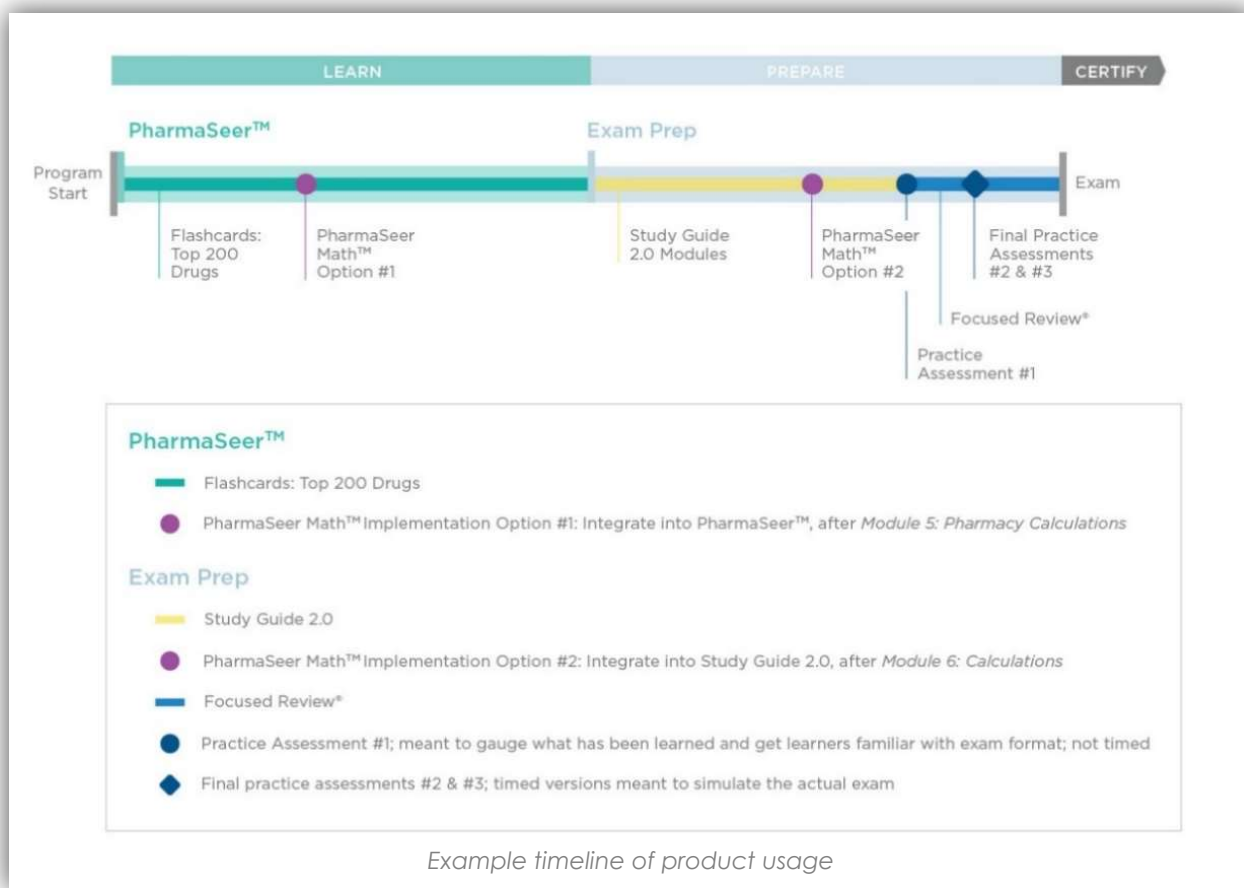 LEARN
PREPARE
CERTIFY
PharmaSeer™
Exam Prep
Program
Start
Exam
Flashcards:
Top 200
Drugs
PharmaSeer
Math™
Option #1
Study Guide
2.0 Modules
PharmaSeer
Math™
Option #2
Final Practice
Assessments
#2 & #3
Focused Review®
Practice
Assessment #1
PharmaSeer™
Flashcards: Top 200 Drugs
PharmaSeer Math™ Implementation Option #1: Integrate into PharmaSeer™, after Module 5: Pharmacy Calculations
Exam Prep
Study Guide 2.0
PharmaSeer Math™ Implementation Option #2: Integrate into Study Guide 2.0, after Module 6: Calculations
Focused Review®
Practice Assessment #1; meant to gauge what has been learned and get learners familiar with exam format; not timed
Final practice assessments #2 & #3; timed versions meant to simulate the actual exam
Example timeline of product usage